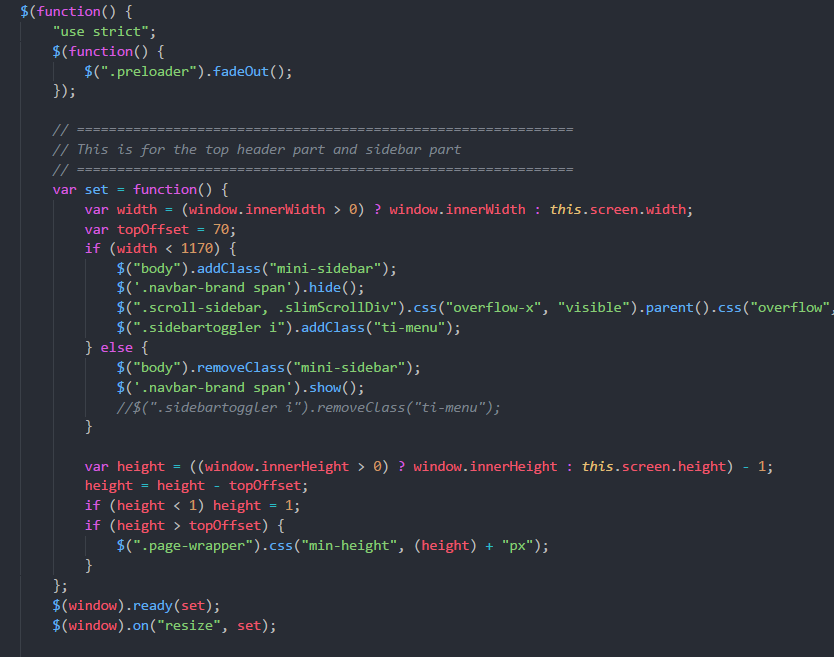 $(function() {
    "use strict";
    $(function() {
        $(".preloader").fadeOut();
    });

    // ==============================================================
    // This is for the top header part and sidebar part
    // ==============================================================
    var set = function() {
        var width = (window.innerWidth > 0) ? window.innerWidth : this.screen.width;
        var topOffset = 70;
        if (width < 1170) {
            $("body").addClass("mini-sidebar");
            $('.navbar-brand span').hide();
            $(".scroll-sidebar, .slimScrollDiv").css("overflow-x", "visible").parent().css("overflow",
            $(".sidebartoggler i").addClass("ti-menu");
        } else {
            $("body").removeClass("mini-sidebar");
            $('.navbar-brand span').show();
            //$(".sidebartoggler i").removeClass("ti-menu");
        }

        var height = ((window.innerHeight > 0) ? window.innerHeight : this.screen.height) - 1;
        height = height - topOffset;
        if (height < 1) height = 1;
        if (height > topOffset) {
            $(".page-wrapper").css("min-height", (height) + "px");
        }
    };
    $(window).ready(set);
    $(window).on("resize", set);